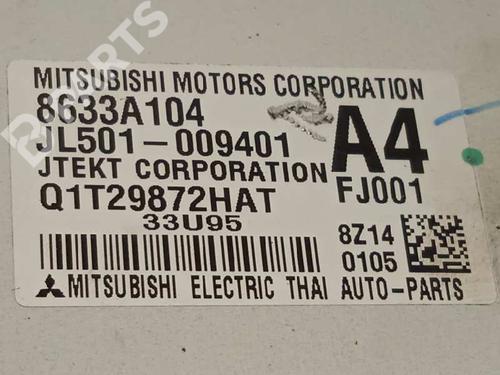 B-PARTS
MITSUBISHI MOTORS CORPORATION
8633A104
JL501-009401
A4
JTEKT CORPORATION
FJ001
Q1T29872HAT
33U95
8Z14
0105
MITSUBISHI ELECTRIC THAI AUTO-PARTS